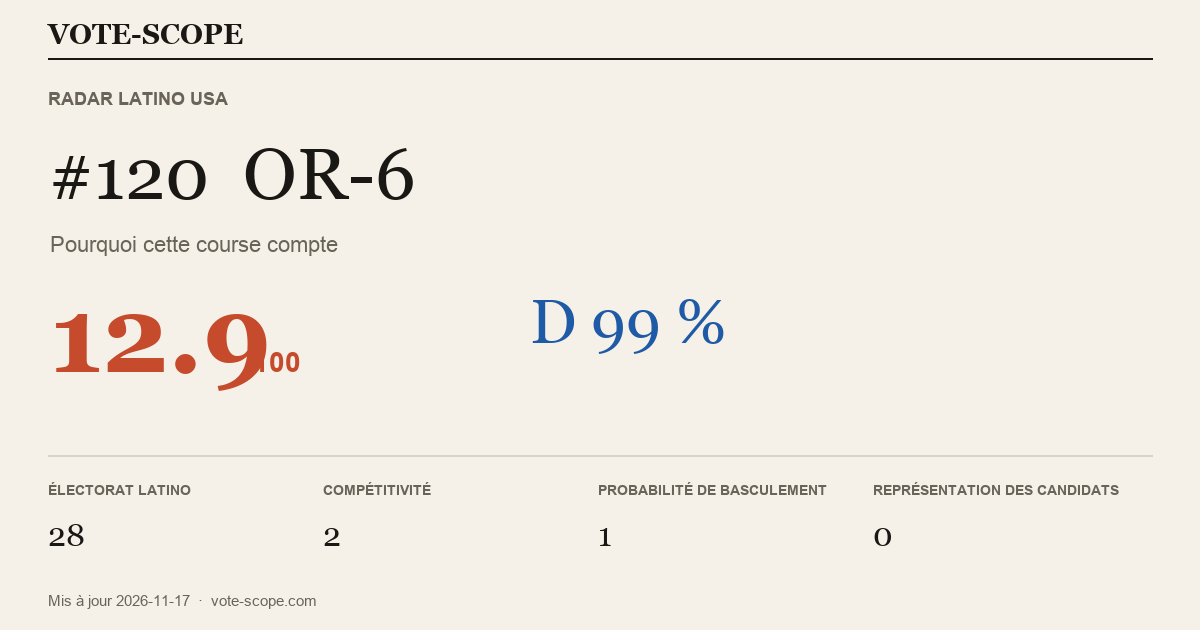 VOTE-SCOPE
RADAR LATINO USA
#120 OR-6
Pourquoi cette course compte
12.9
00
D 99 %
ÉLECTORAT LATINO
COMPÉTITIVITÉ
PROBABILITÉ DE BASCULEMENT
REPRÉSENTATION DES CANDIDATS
28
2
1
0
Mis à jour 2026-11-17 · vote-scope.com